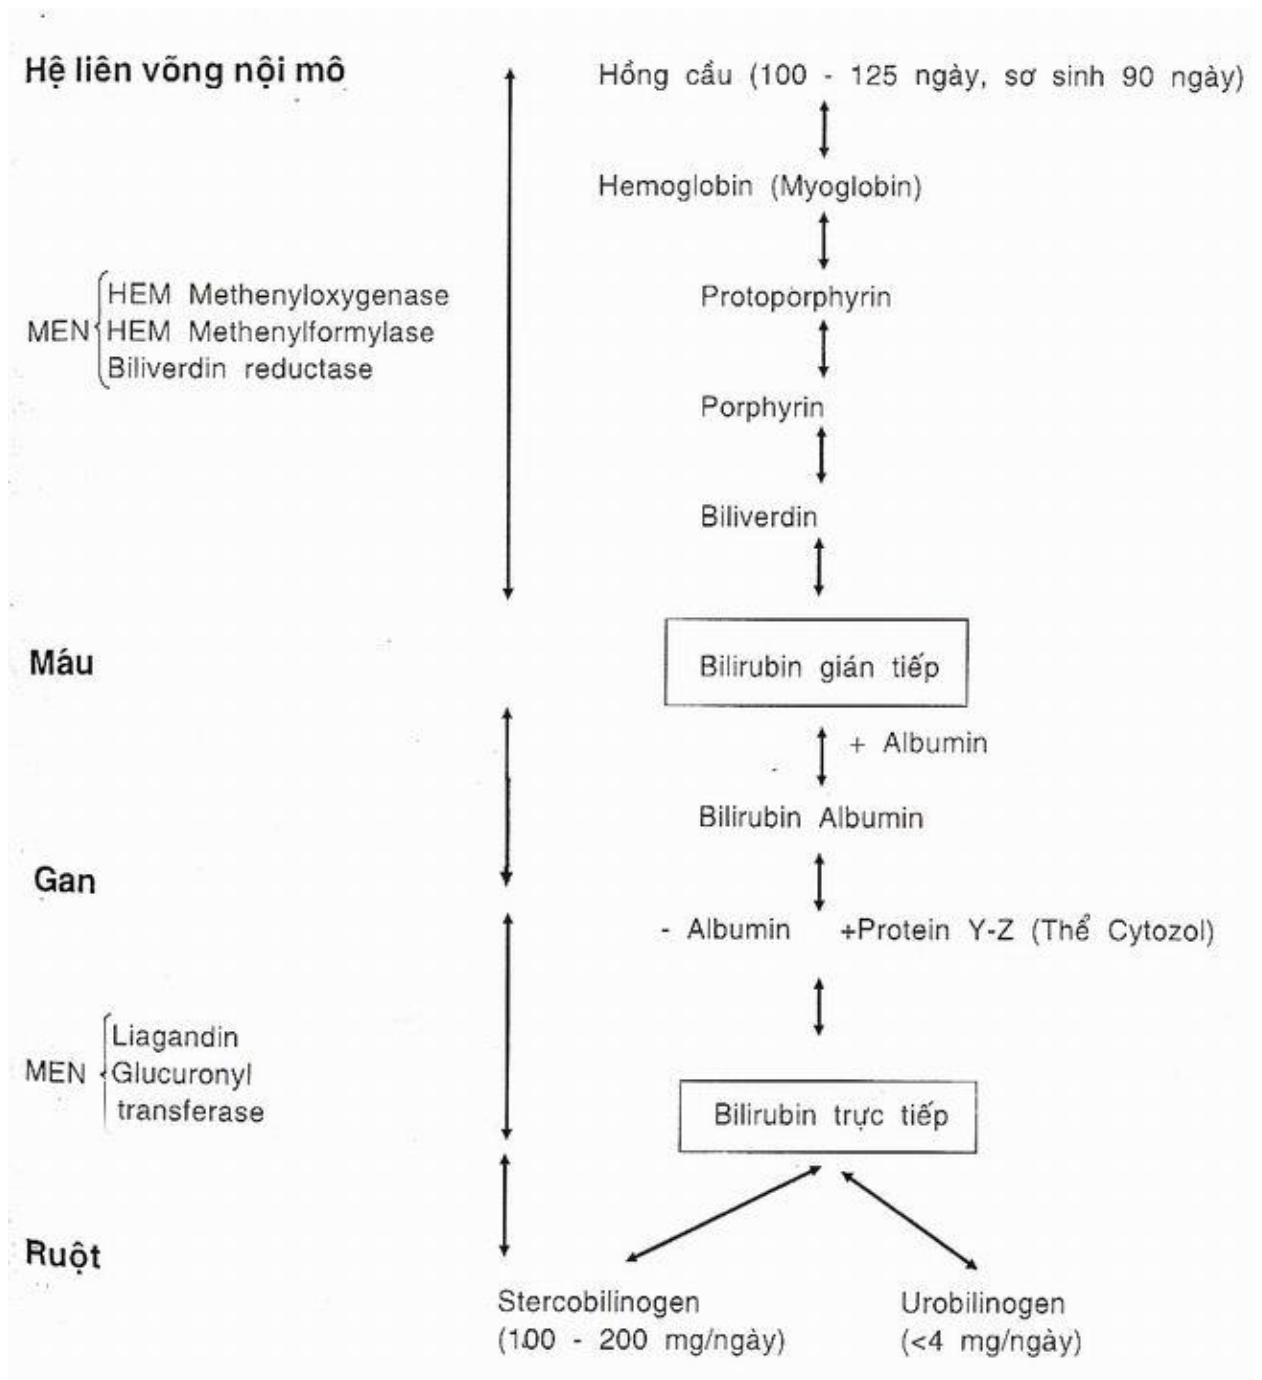 Hệ liên võng nội mô
Hồng cầu (100 - 125 ngày, sơ sinh 90 ngày)
Hemoglobin (Myoglobin)
HEM Methenyloxygenase
Protoporphyrin
MEN HEM Methenylformylase
Biliverdin reductase
Porphyrin
Biliverdin
Máu
Bilirubin gián tiếp
+ Albumin
Bilirubin Albumin
Gan
- Albumin +Protein Y-Z (Thể Cytozol)
Liagandin
MEN Glucuronyl
transferase
Bilirubin trực tiếp
Ruột
Stercobilinogen
(100 - 200 mg/ngày)
Urobilinogen
(<4 mg/ngày)